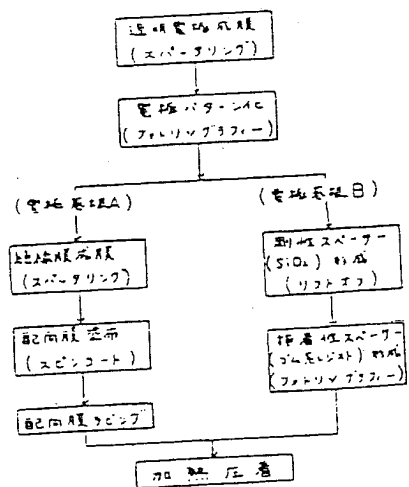 透明電極成膜
(スパータリング)
電極パターン化
(フォトリソグラフィー)
(電極基板A)
(電極基板B)
絶縁膜成膜
(スパータリング)
剛性スペーサー
(SiO₂)形成
(リフトオフ)
配向膜塗布
(スピンコート)
接着性スペーサー
(ゴム系レジスト)形成
(フォトリソグラフィー)
配向膜ラビング
加熱圧着